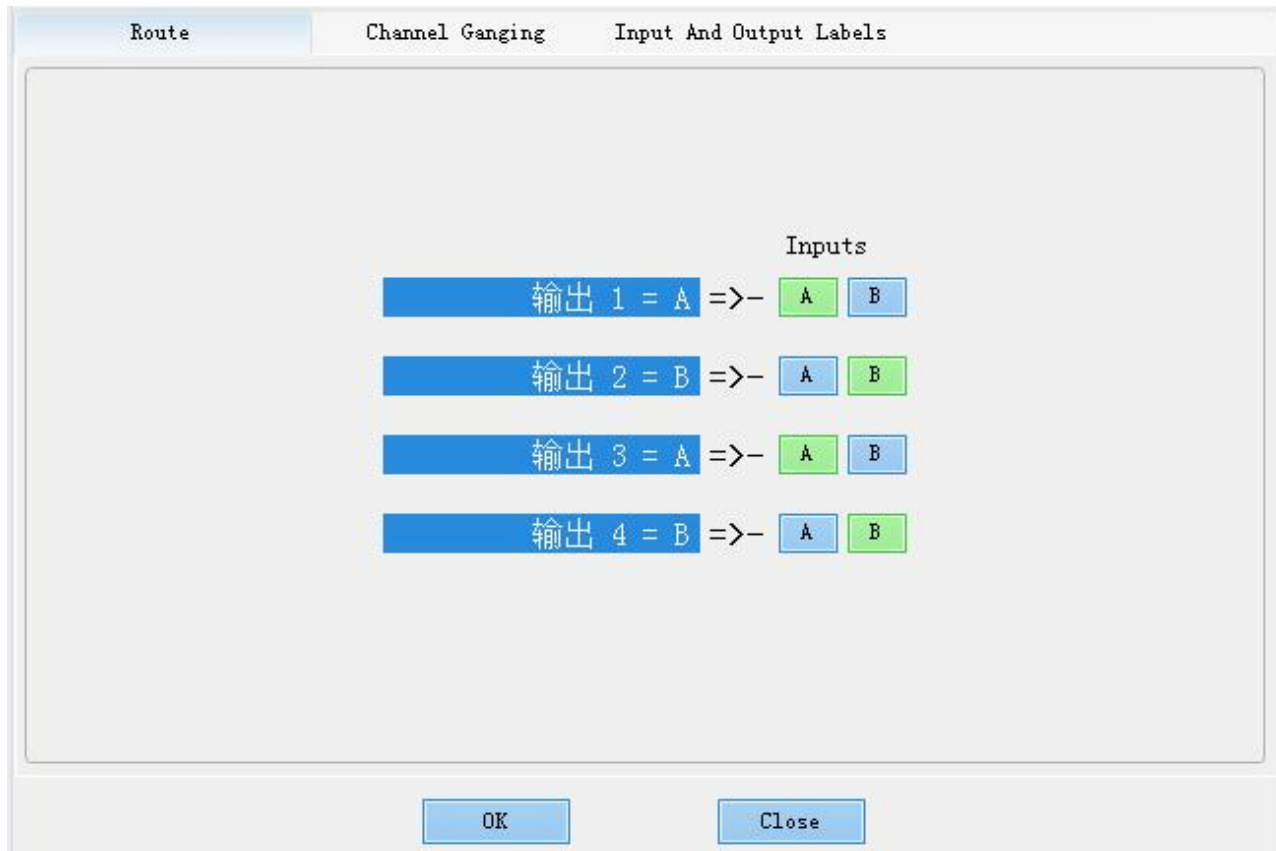 Route Channel Ganging Input And Output Labels
Inputs
输出 1 = A =>- A B
输出 2 = B =>- A B
输出 3 = A =>- A B
输出 4 = B =>- A B
OK Close